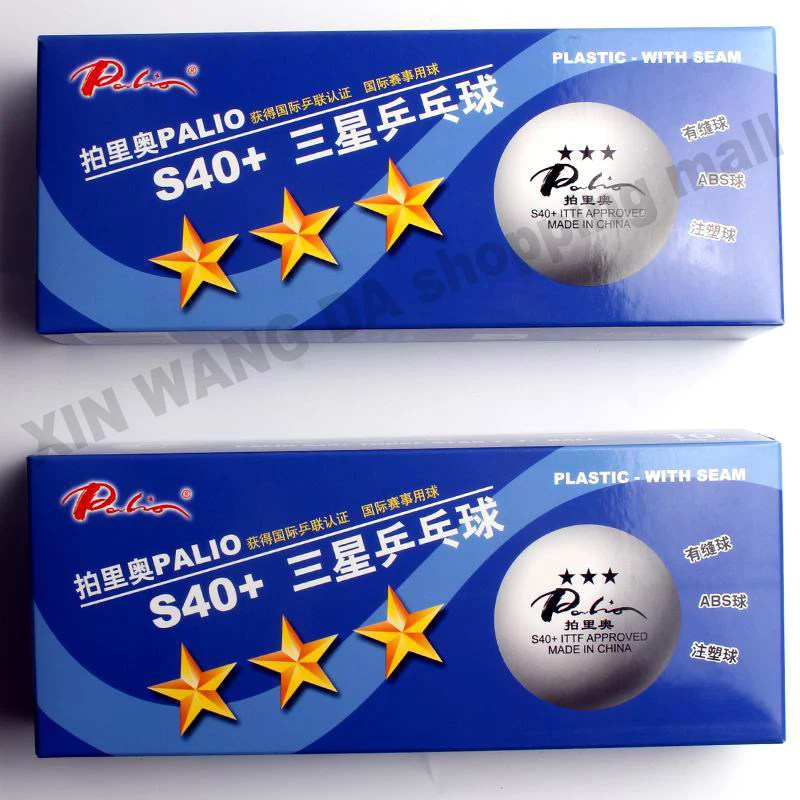 Palio®
PLASTIC - WITH SEAM
拍里奥PALIO 获得国际乒联认证 国际赛事用球
S40+ 三星乒乓球
有缝球
ABS球
注塑球
★★★
Palio
拍里奥
S40+ ITTF APPROVED
MADE IN CHINA
XIN WANG DA shopping mall
Palio®
PLASTIC - WITH SEAM
拍里奥PALIO 获得国际乒联认证 国际赛事用球
S40+ 三星乒乓球
有缝球
ABS球
注塑球
★★★
Palio
拍里奥
S40+ ITTF APPROVED
MADE IN CHINA